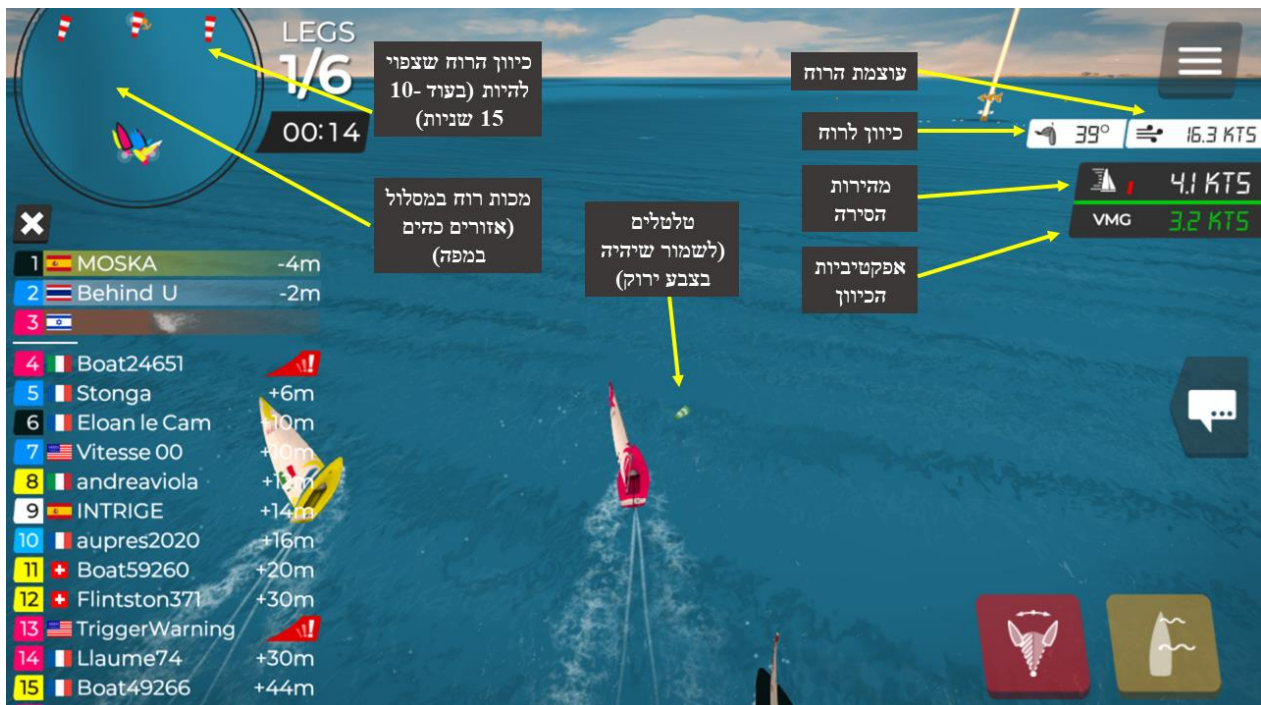 LEGS
1/6
00:14
כיוון הרוח שצפוי
להיות (בעוד 10-
15 שניות)
מכות רוח במסלול
(אזורים כהים
במפה)
טלטלים
(לשמור שיהיה
בצבע ירוק)
עוצמת הרוח
כיוון לרוח
מהירות
הסירה
אפקטיביות
הכיוון
39° 16.3 KTS
4.1 KTS
VMG 3.2 KTS
1 MOSKA -4m
2 Behind U -2m
3
4 Boat24651
5 Stonga +6m
6 Eloan le Cam +10m
7 Vitesse 00 +10m
8 andreaviola
9 INTRIGE +14m
10 aupres2020 +16m
11 Boat59260 +20m
12 Flintston371 +30m
13 TriggerWarning
14 Llaume74 +30m
15 Boat49266 +44m